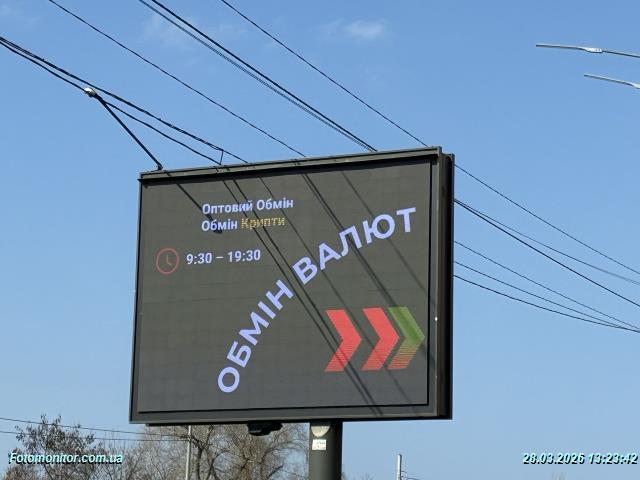 Оптовий Обмін
Обмін Крипти
9:30 – 19:30
ОБМІН ВАЛЮТ
Fotomonitor.com.ua
28.03.2026 13:23:42